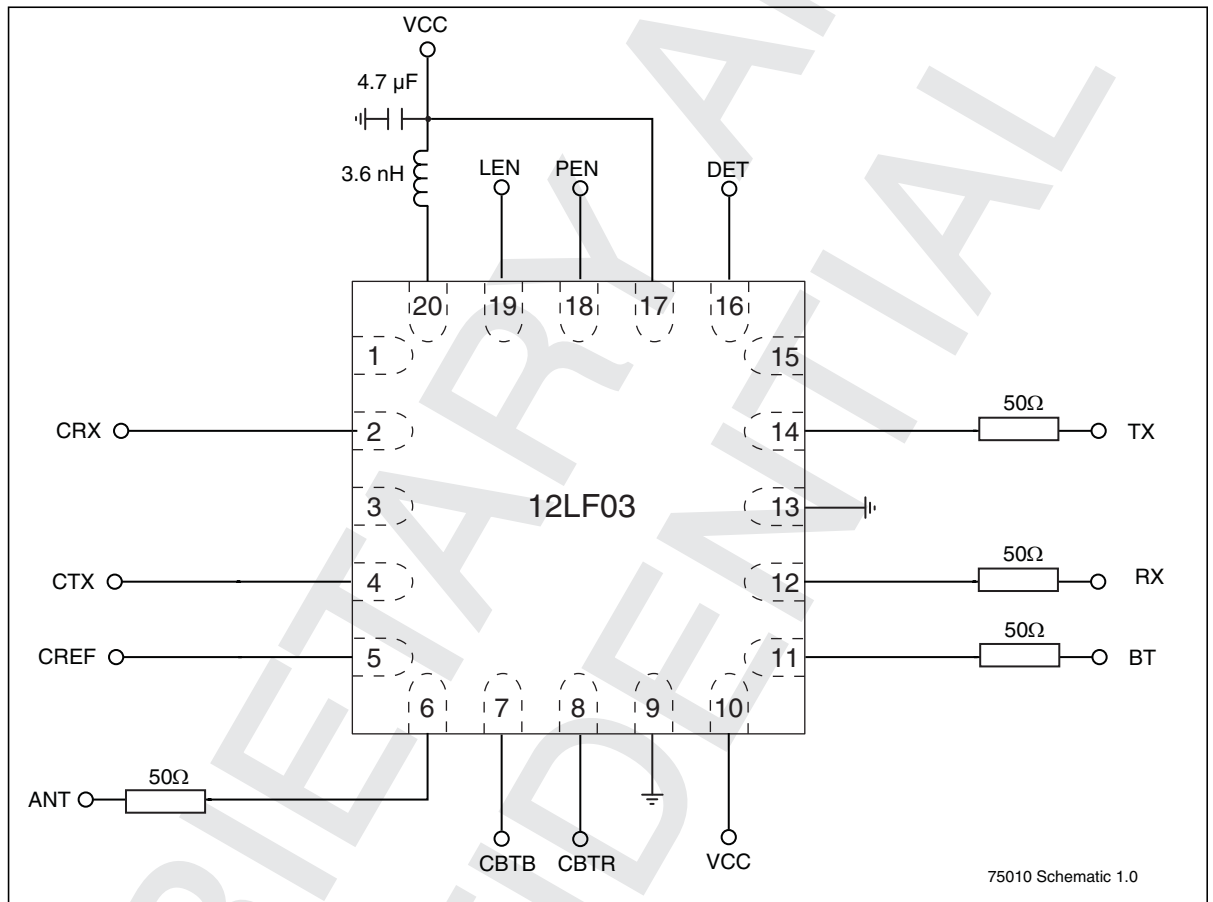 VCC
4.7 µF
3.6 nH
LEN
PEN
DET
20
19
18
17
16
1
15
CRX
2
14
50Ω
TX
3
12LF03
13
CTX
4
12
50Ω
RX
CREF
5
11
50Ω
BT
6
7
8
9
10
ANT
50Ω
CBTB
CBTR
VCC
75010 Schematic 1.0